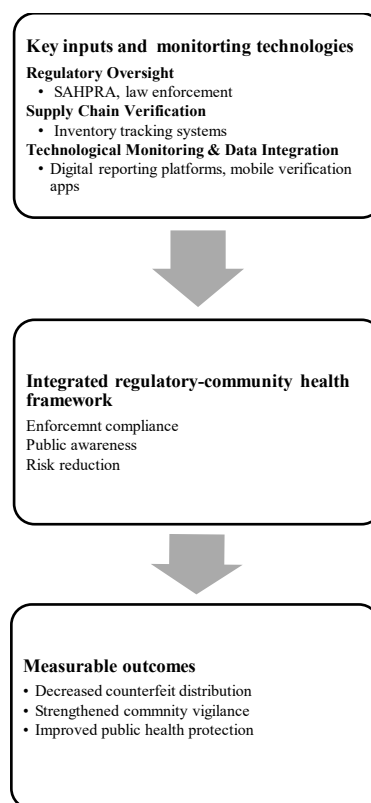 Key inputs and monitorting technologies
Regulatory Oversight
• SAHPRA, law enforcement
Supply Chain Verification
• Inventory tracking systems
Technological Monitoring & Data Integration
• Digital reporting platforms, mobile verification
apps
Integrated regulatory-community health
framework
Enforcemnt compliance
Public awareness
Risk reduction
Measurable outcomes
• Decreased counterfeit distribution
• Strengthened commnity vigilance
• Improved public health protection